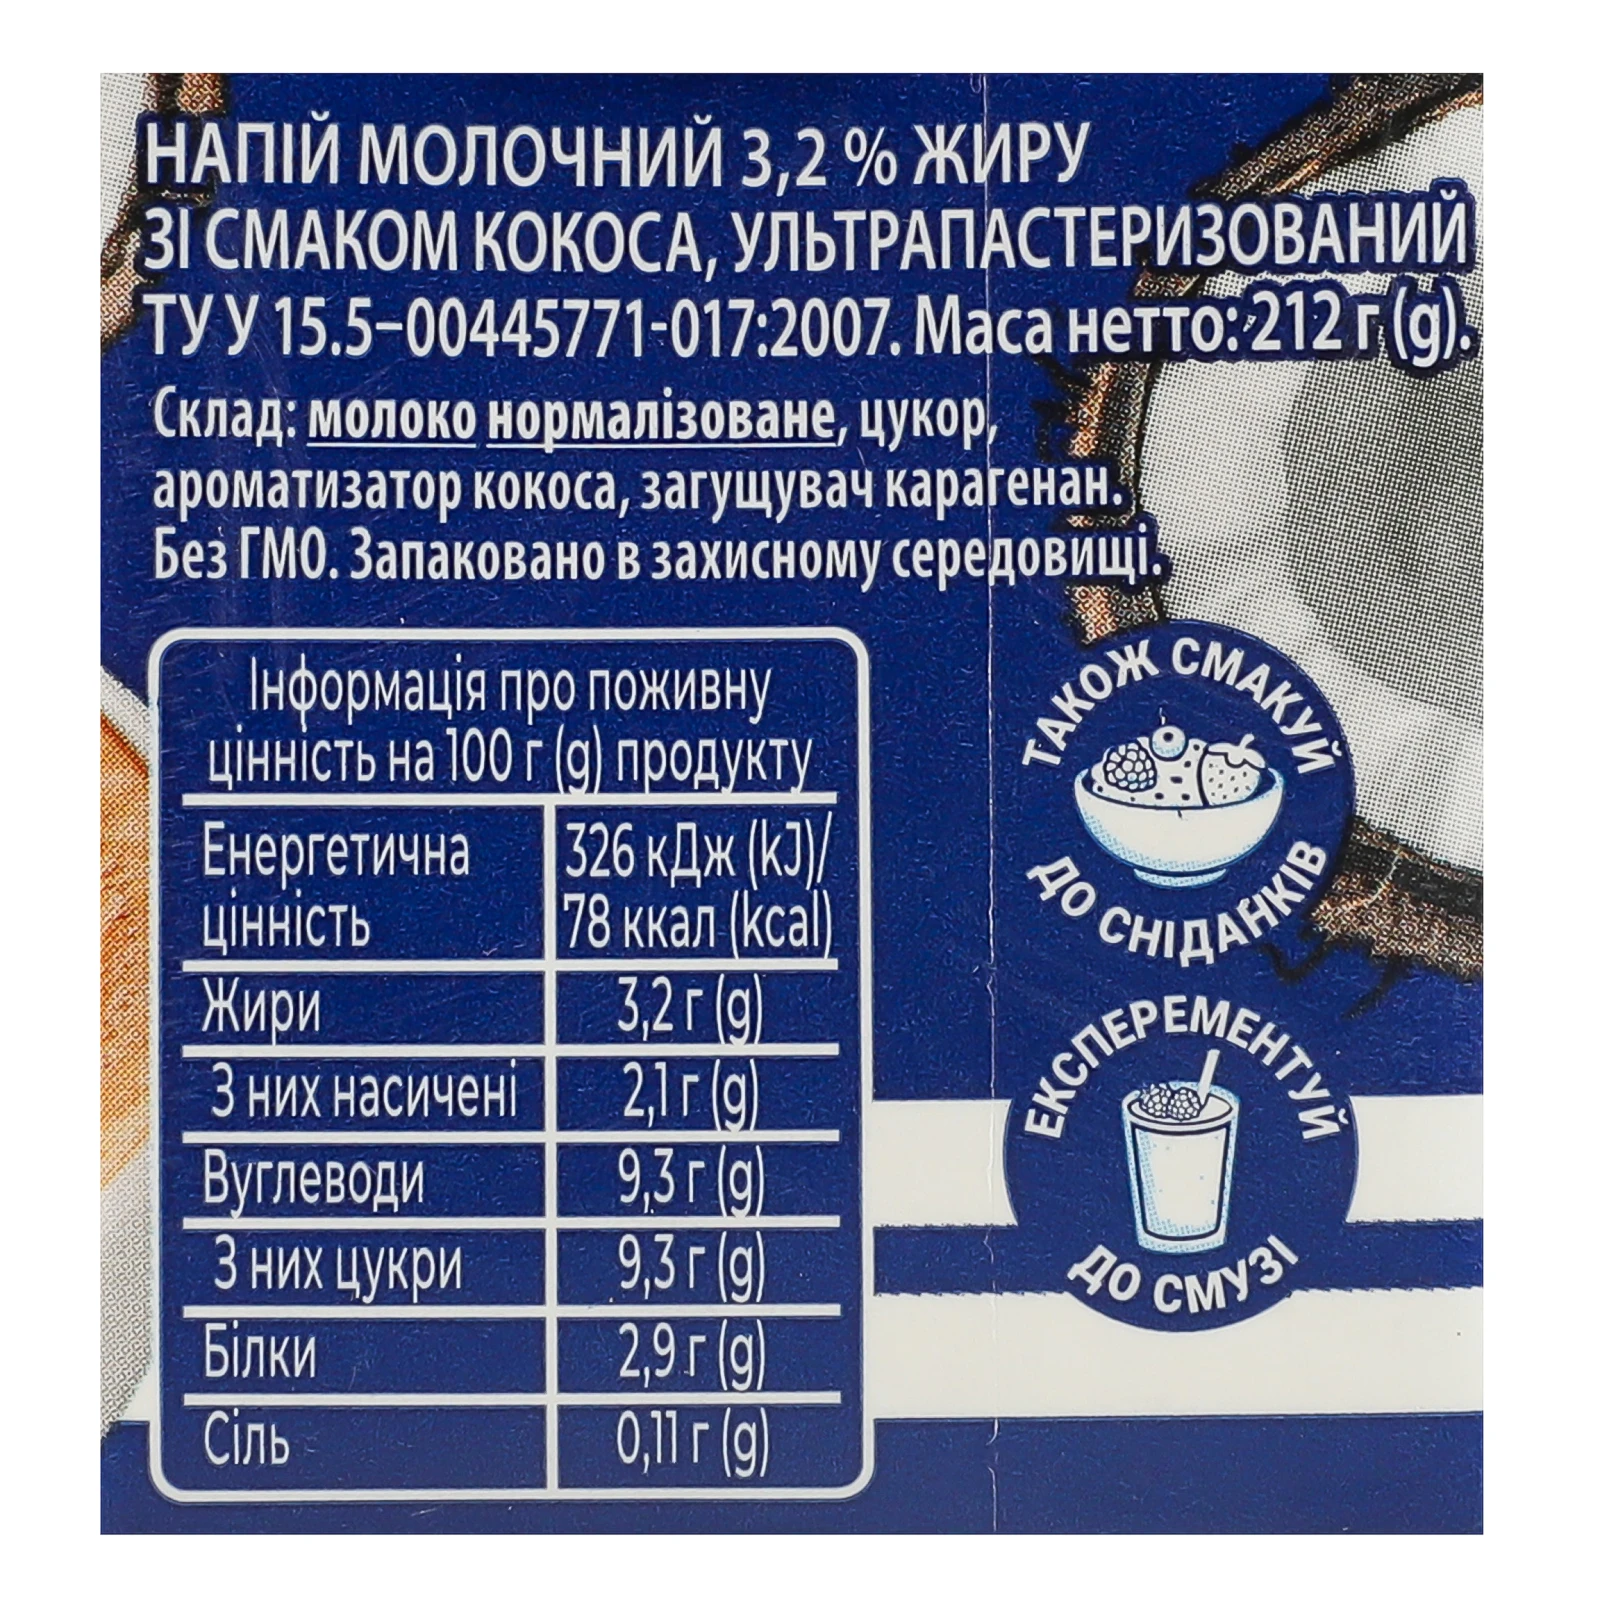 НАПІЙ МОЛОЧНИЙ 3,2 % ЖИРУ
ЗІ СМАКОМ КОКОСА, УЛЬТРАПАСТЕРИЗОВАНИЙ
ТУ У 15.5–00445771-017:2007. Маса нетто: 212 г (g).
Склад: молоко нормалізоване, цукор,
ароматизатор кокоса, загущувач карагенан.
Без ГМО. Запаковано в захисному середовищі.
Інформація про поживну
цінність на 100 г (g) продукту
Енергетична 326 кДж (kJ)/
цінність 78 ккал (kcal)
Жири 3,2 г (g)
З них насичені 2,1 г (g)
Вуглеводи 9,3 г (g)
З них цукри 9,3 г (g)
Білки 2,9 г (g)
Сіль 0,11 г (g)
ТАКОЖ СМАКУЙ
ДО СНІДАНКІВ
ЕКСПЕРЕМЕНТУЙ
ДО СМУЗІ